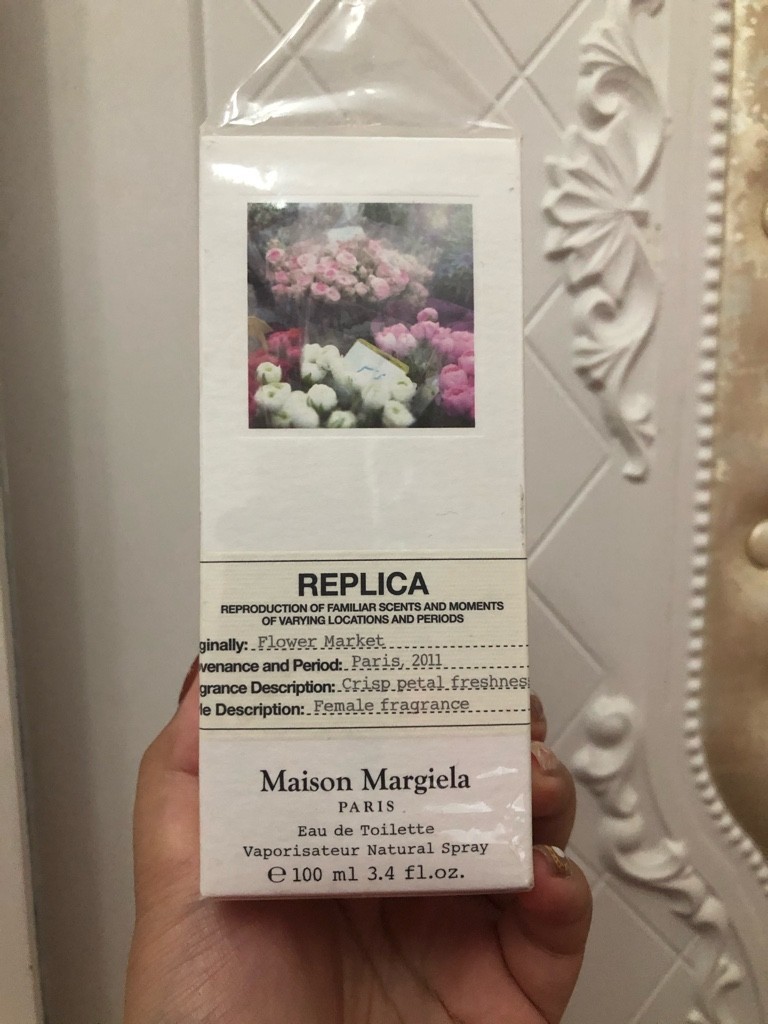 REPLICA
REPRODUCTION OF FAMILIAR SCENTS AND MOMENTS
OF VARYING LOCATIONS AND PERIODS
ginally: Flower Market
venance and Period: Paris, 2011
grance Description: Crisp petal freshnes
le Description: Female fragrance
Maison Margiela
PARIS
Eau de Toilette
Vaporisateur Natural Spray
℮ 100 ml 3.4 fl.oz.